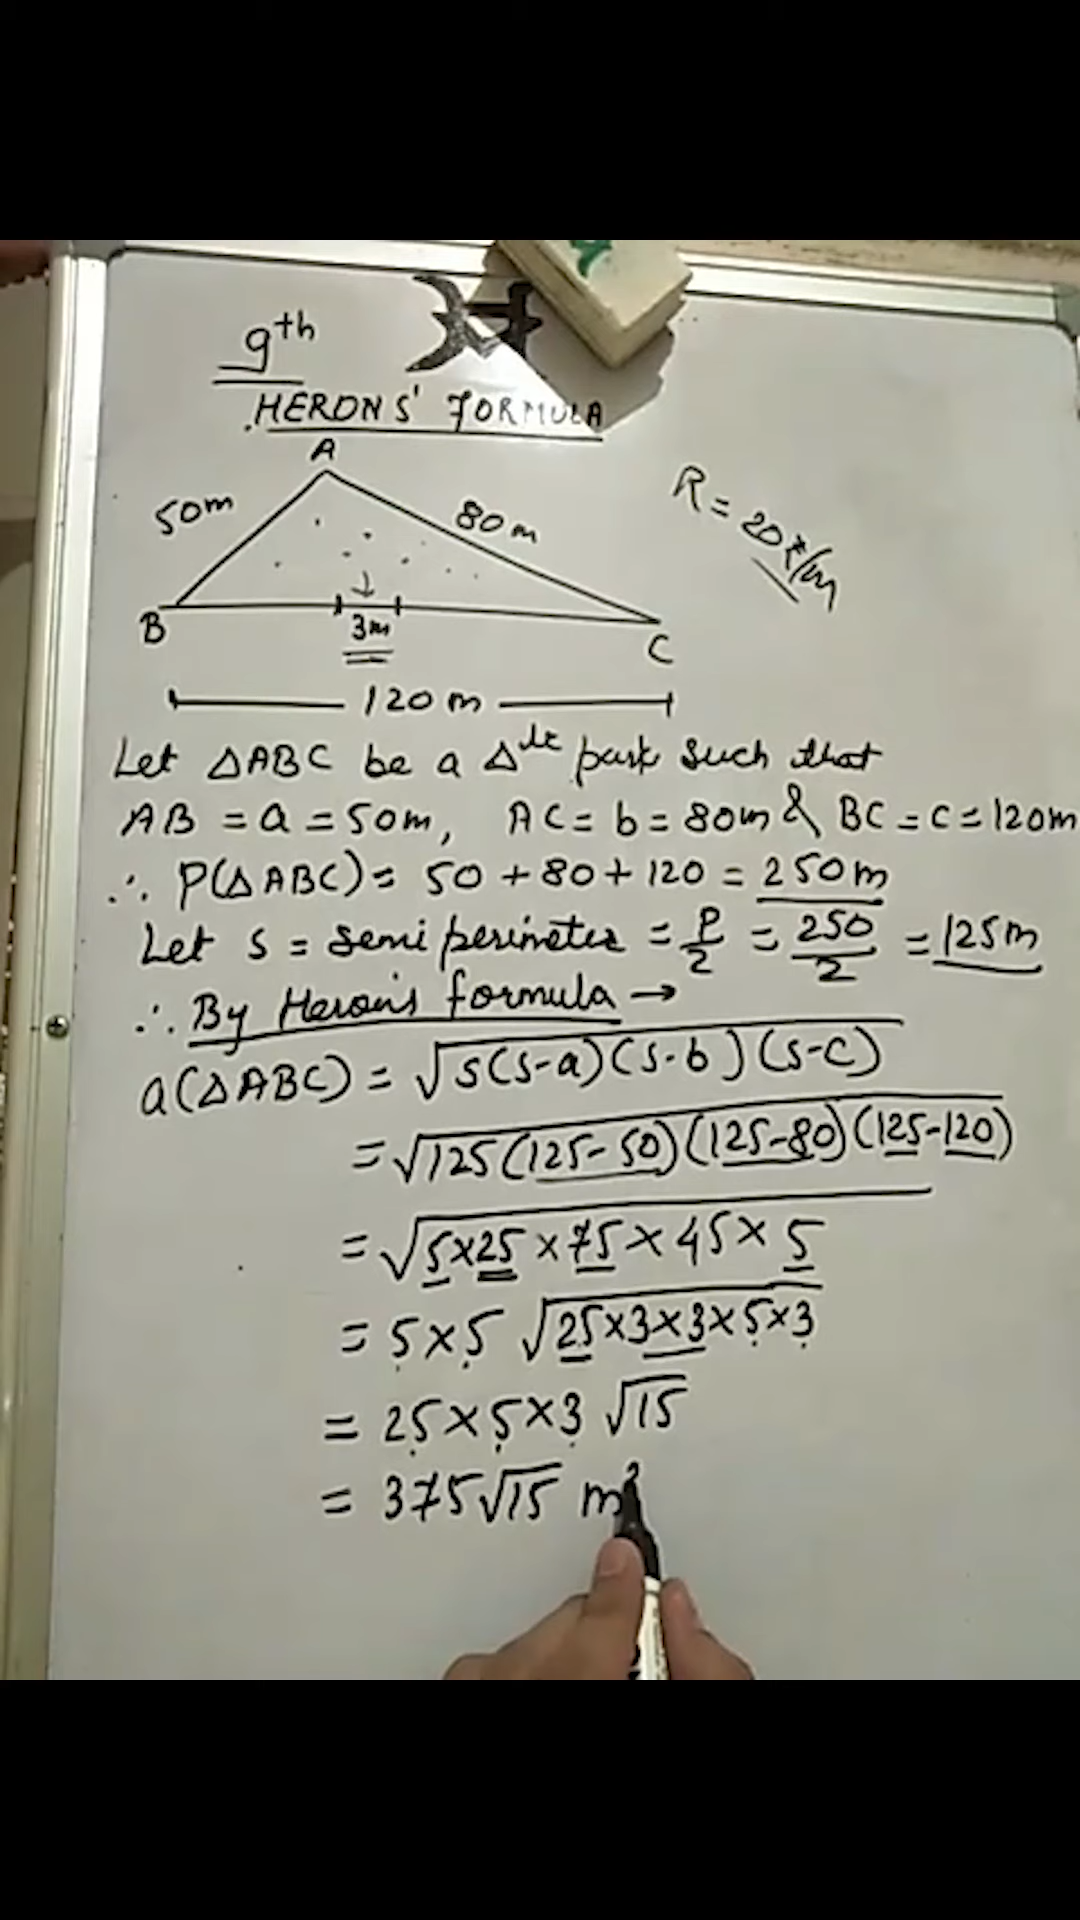 9th
HERONS' FORMULA
A
50m
80m
R = 20₹/m
B
3m
C
120m
Let ΔABC be a Δle park such that
AB = a = 50m, AC = b = 80m & BC = c = 120m
∴ P(ΔABC) = 50 + 80 + 120 = 250m
Let s = semi perimeter = P/2 = 250/2 = 125m
∴ By Heron's formula →
a(ΔABC) = √s(s-a)(s-b)(s-c)
= √125(125-50)(125-80)(125-120)
= √5×25×75×45×5
= 5×5 √25×3×3×5×3
= 25×5×3 √15
= 375√15 m²